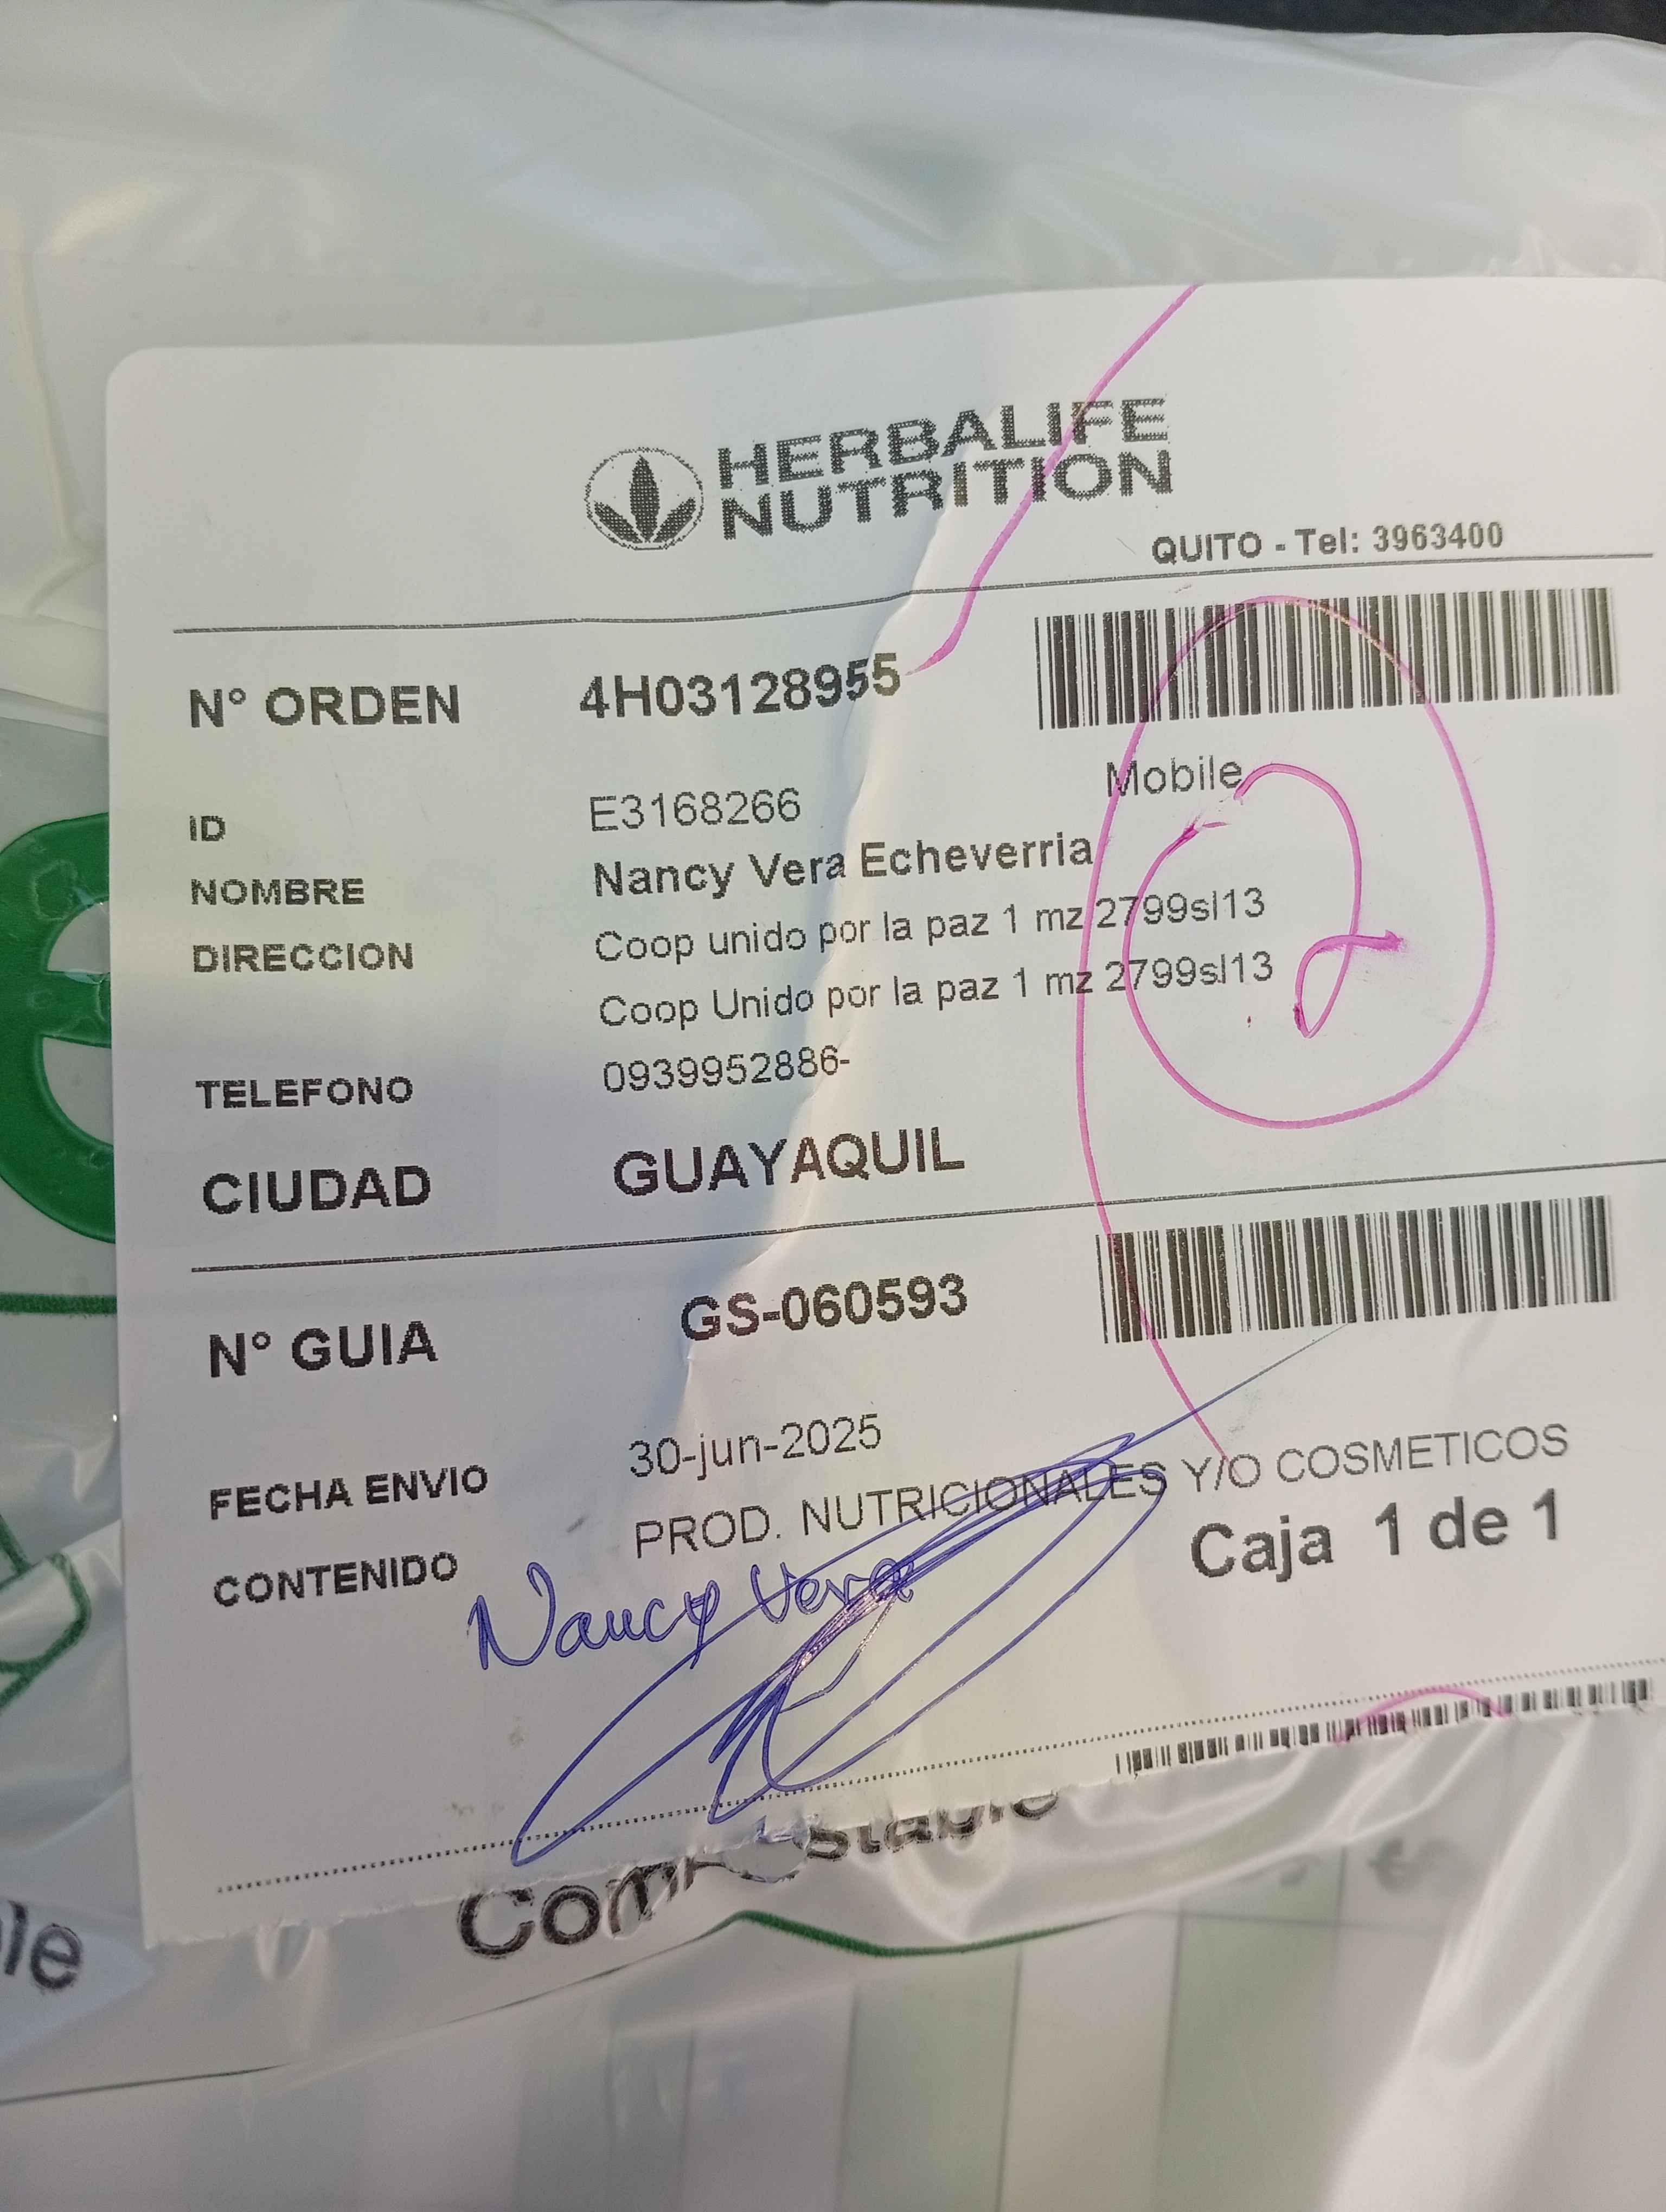 HERBALIFE
NUTRITION
QUITO - Tel: 3963400
N° ORDEN 4H03128955
ID E3168266 Mobile
NOMBRE Nancy Vera Echeverria
DIRECCION Coop unido por la paz 1 mz 2799sl13
Coop Unido por la paz 1 mz 2799sl13
2
TELEFONO 0939952886-
CIUDAD GUAYAQUIL
N° GUIA GS-060593
FECHA ENVIO 30-jun-2025
CONTENIDO PROD. NUTRICIONALES Y/O COSMETICOS
Caja 1 de 1
Nancy Vera